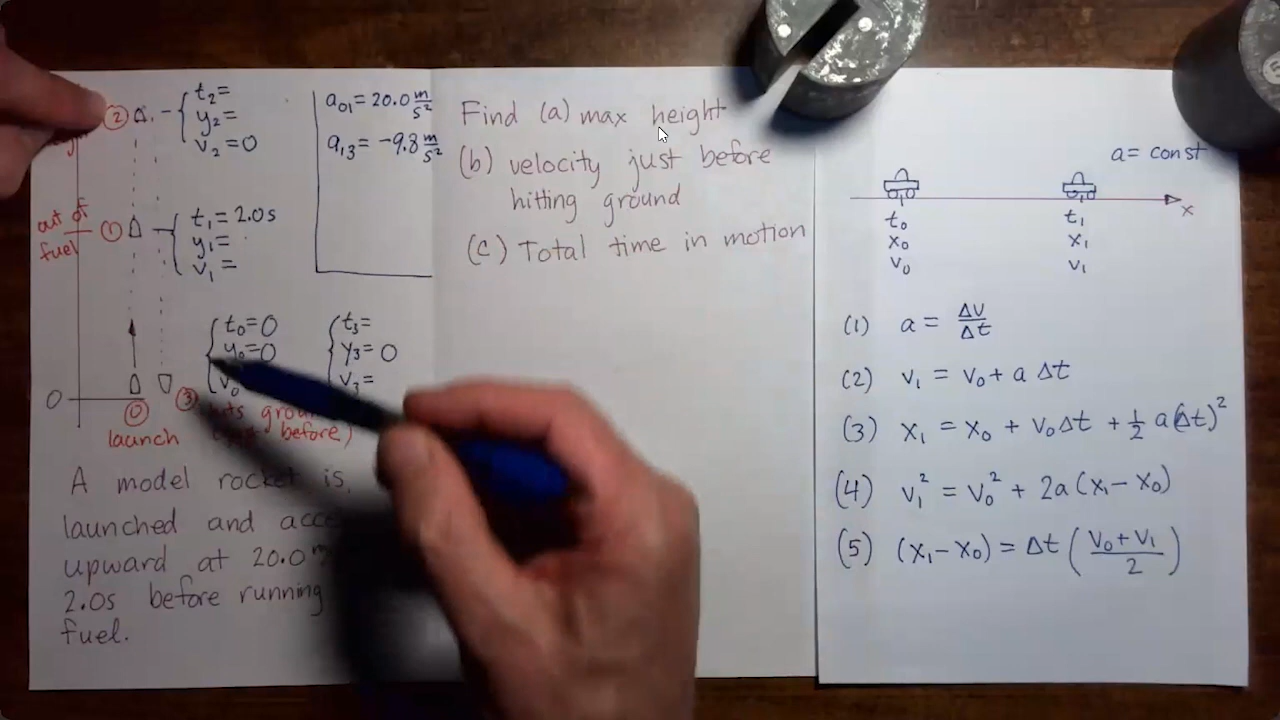 ② { t₂=
y₂=
v₂ = 0
out of
fuel
① { t₁ = 2.0s
y₁ =
v₁ =
a₀₁ = 20.0 m/s²
a₁₃ = -9.8 m/s²
{ t₀=0
y₀=0
v₀
{ t₃=
y₃= 0
v₃ =
0
⓪
③
launch
before)
A model rocket is
launched and
upward at 20.0
2.0s before running
fuel.
Find (a) max height
(b) velocity just before
hitting ground
(c) Total time in motion
a = const
x
t₀
x₀
v₀
t₁
x₁
v₁
(1) a = Δv/Δt
(2) v₁ = v₀ + a Δt
(3) x₁ = x₀ + v₀Δt + ½ a(Δt)²
(4) v₁² = v₀² + 2a (x₁ - x₀)
(5) (x₁ - x₀) = Δt ( (v₀ + v₁)/2 )